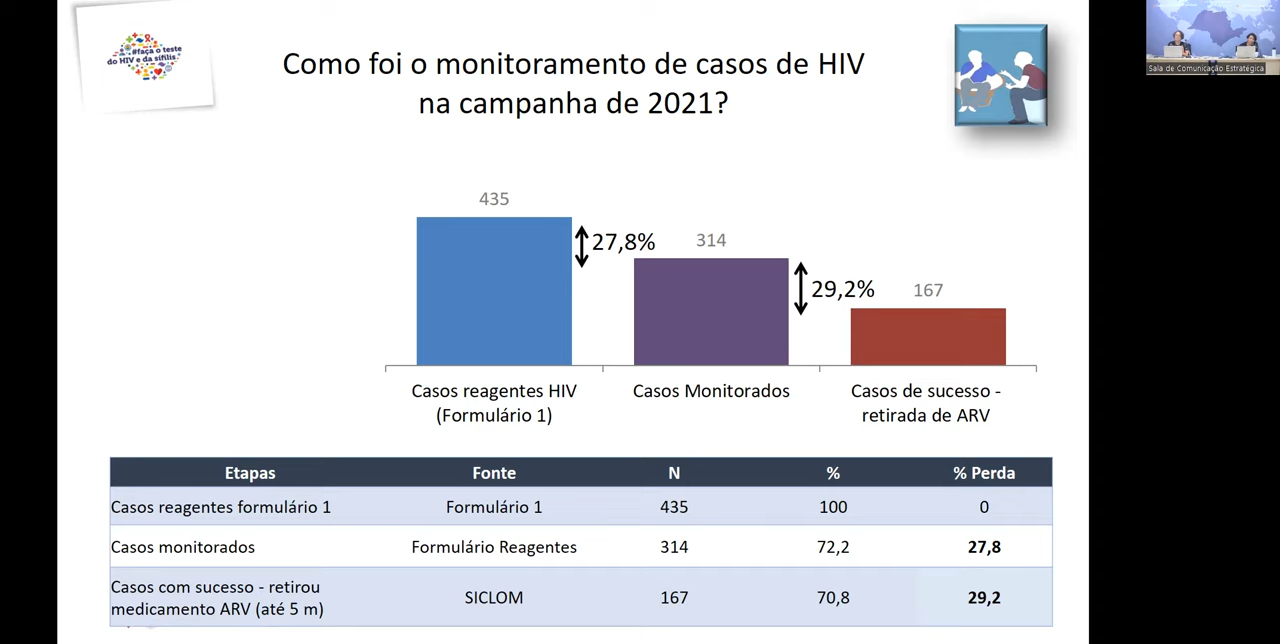 #faça o teste
do HIV e da sífilis
Como foi o monitoramento de casos de HIV
na campanha de 2021?
Sala de Comunicação Estratégica
435
27,8%
314
29,2%
167
Casos reagentes HIV
(Formulário 1)
Casos Monitorados
Casos de sucesso -
retirada de ARV
Etapas Fonte N % % Perda
Casos reagentes formulário 1 Formulário 1 435 100 0
Casos monitorados Formulário Reagentes 314 72,2 27,8
Casos com sucesso - retirou
medicamento ARV (até 5 m) SICLOM 167 70,8 29,2